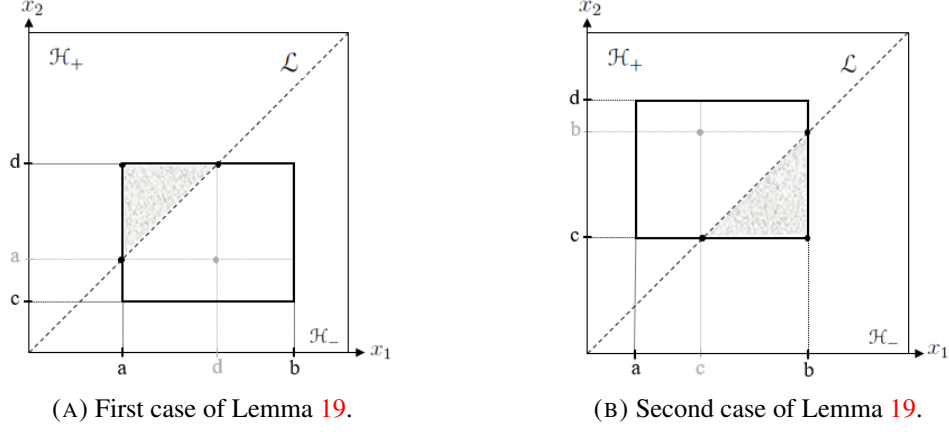 x₂
ℋ₊
ℒ
d
a
c
ℋ₋
x₁
a
d
b
(A) First case of Lemma 19.
x₂
ℋ₊
ℒ
d
b
c
ℋ₋
x₁
a
c
b
(B) Second case of Lemma 19.